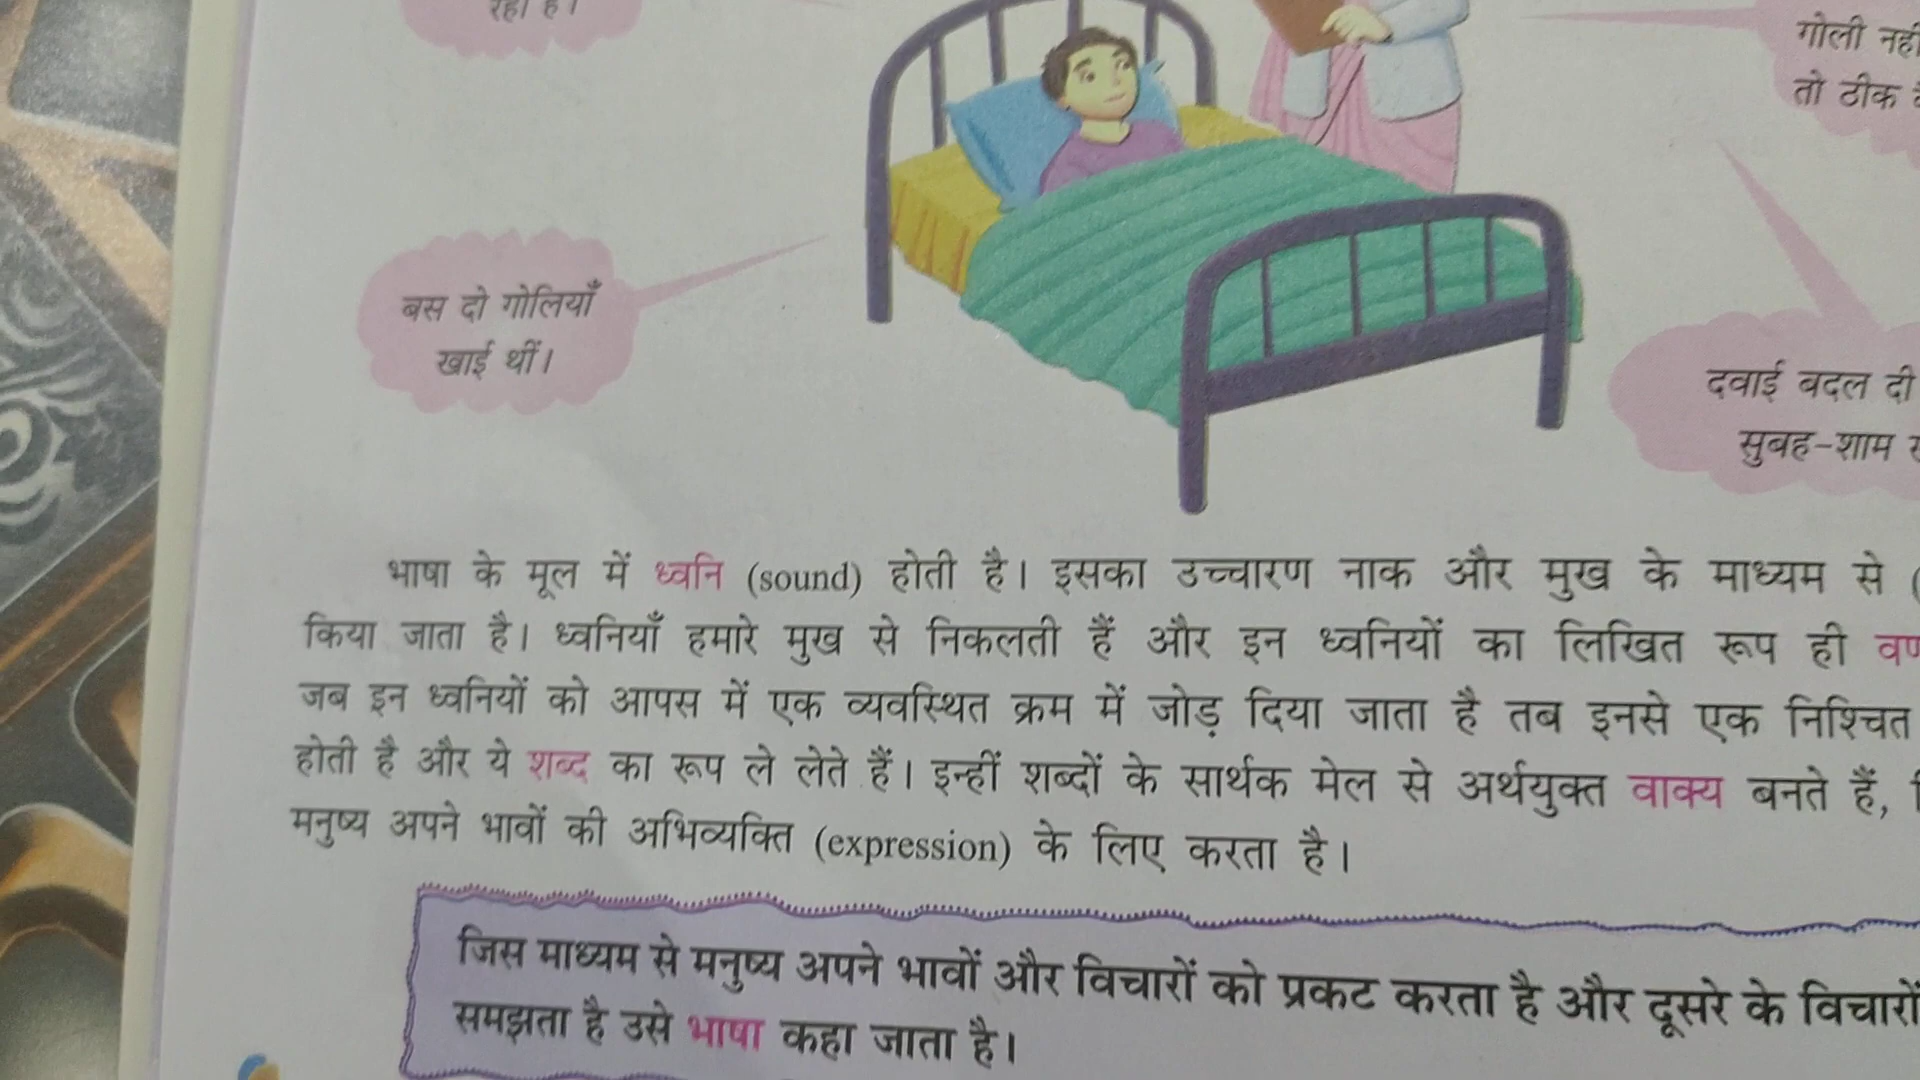 रहा है।
गोली नहीं
तो ठीक
बस दो गोलियाँ
खाई थीं।
दवाई बदल दी
सुबह-शाम
भाषा के मूल में ध्वनि (sound) होती है। इसका उच्चारण नाक और मुख के माध्यम से (
किया जाता है। ध्वनियाँ हमारे मुख से निकलती हैं और इन ध्वनियों का लिखित रूप ही
जब इन ध्वनियों को आपस में एक व्यवस्थित क्रम में जोड़ दिया जाता है तब इनसे एक निश्चित
होती है और ये शब्द का रूप ले लेते हैं। इन्हीं शब्दों के सार्थक मेल से अर्थयुक्त वाक्य बनते हैं,
मनुष्य अपने भावों की अभिव्यक्ति (expression) के लिए करता है।
जिस माध्यम से मनुष्य अपने भावों और विचारों को प्रकट करता है और दूसरे के विचारों
समझता है उसे भाषा कहा जाता है।